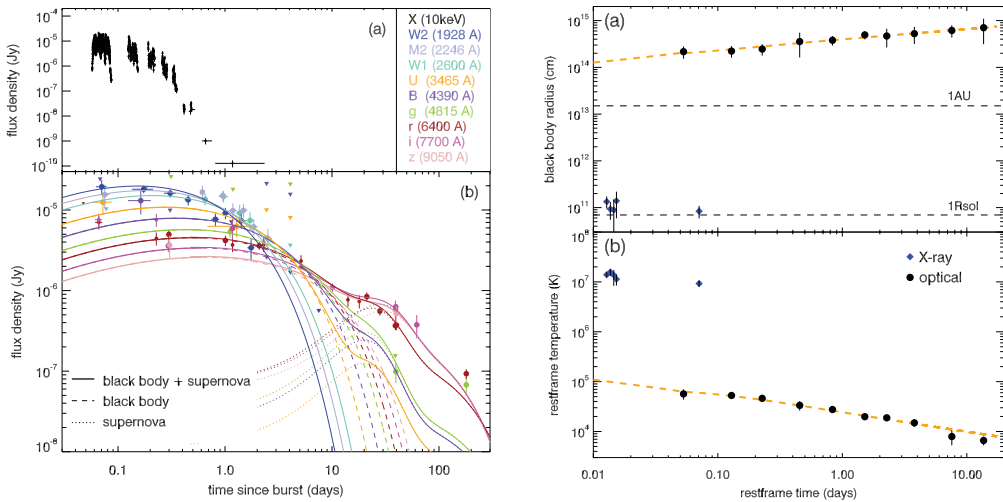 (a)
X (10keV)
W2 (1928 A)
M2 (2246 A)
W1 (2600 A)
U (3465 A)
B (4390 A)
g (4815 A)
r (6400 A)
i (7700 A)
z (9050 A)
flux density (Jy)
10⁻⁴
10⁻⁵
10⁻⁶
10⁻⁷
10⁻⁸
10⁻⁹
10⁻¹⁰
(b)
flux density (Jy)
10⁻⁵
10⁻⁶
10⁻⁷
10⁻⁸
black body + supernova
black body
supernova
0.1
1.0
10
100
time since burst (days)
(a)
black body radius (cm)
10¹⁵
10¹⁴
10¹³
10¹²
10¹¹
1AU
1Rsol
(b)
X-ray
optical
restframe temperature (K)
10⁸
10⁷
10⁶
10⁵
10⁴
0.01
0.10
1.00
10.00
restframe time (days)